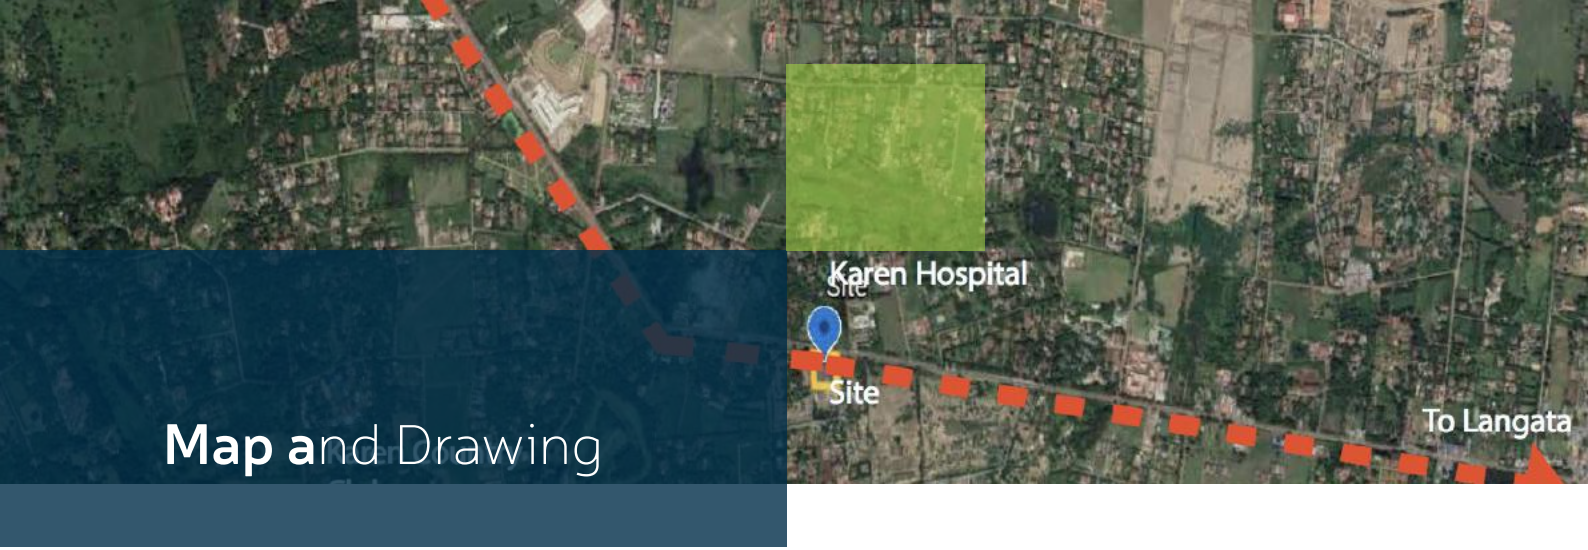 Karen Hospital
Site
Site
To Langata
Map and Drawing